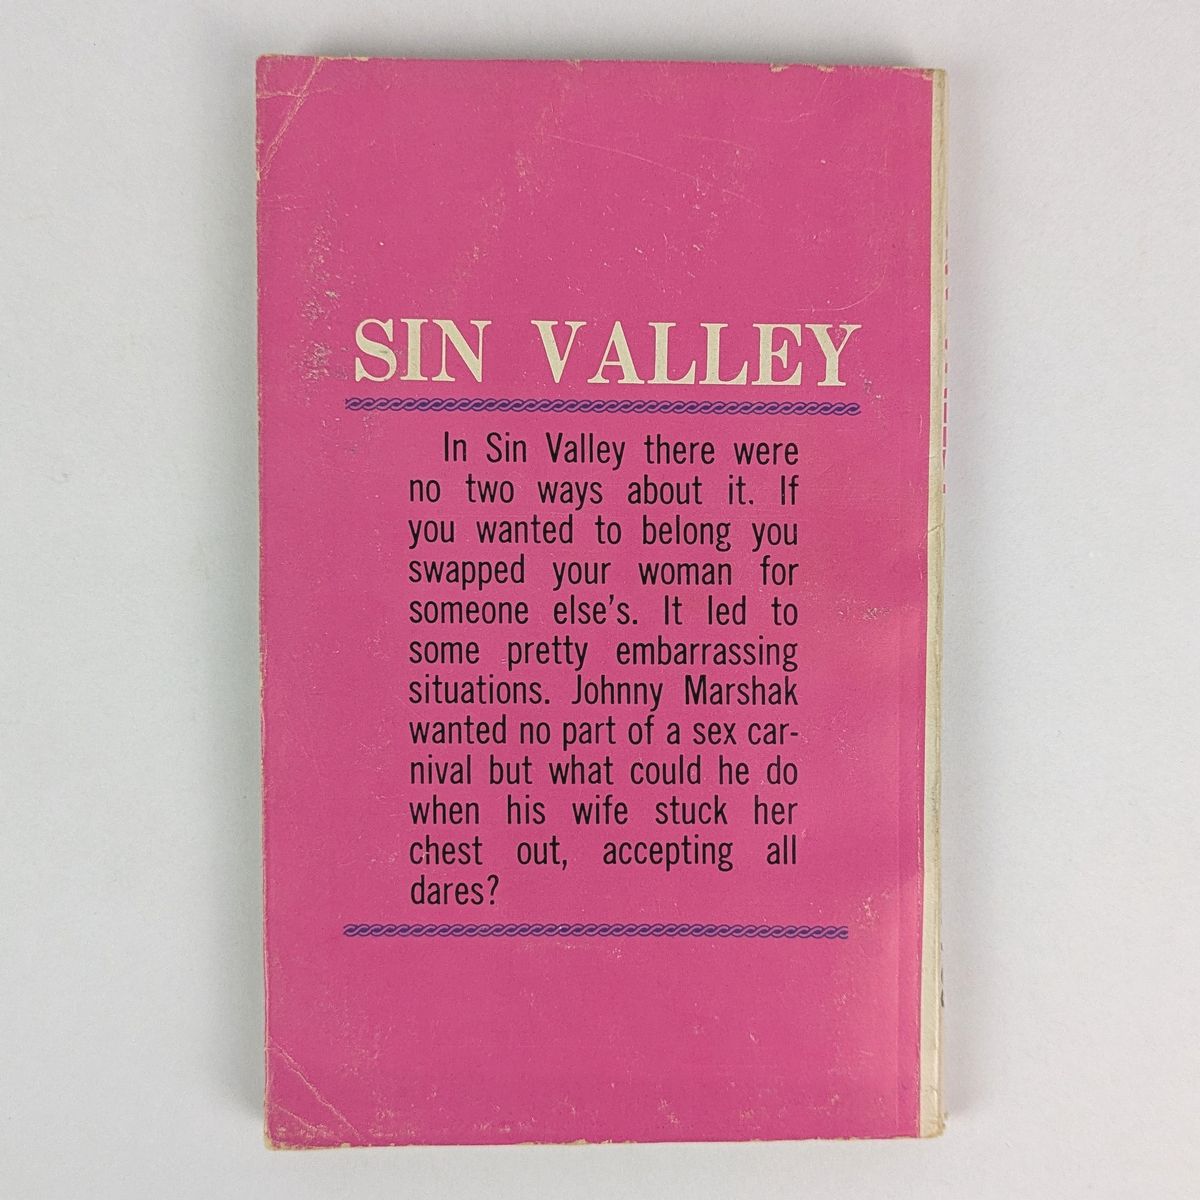 SIN VALLEY
In Sin Valley there were
no two ways about it. If
you wanted to belong you
swapped your woman for
someone else's. It led to
some pretty embarrassing
situations. Johnny Marshak
wanted no part of a sex car-
nival but what could he do
when his wife stuck her
chest out, accepting all
dares?